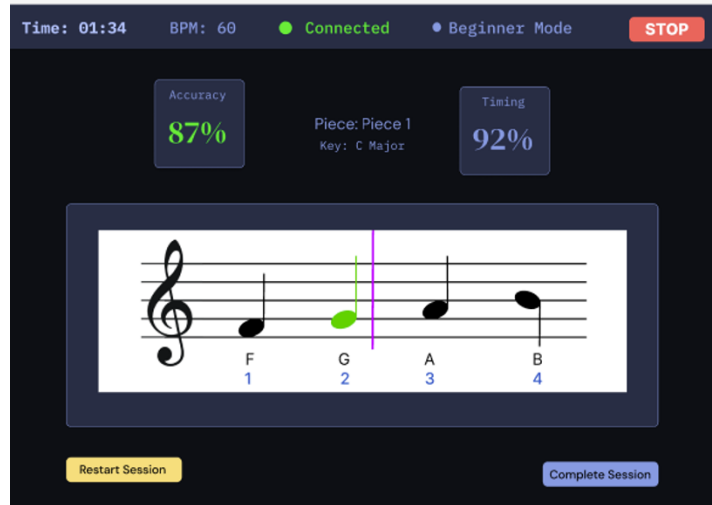 Time: 01:34 BPM: 60 Connected Beginner Mode STOP
Accuracy
87%
Piece: Piece 1
Key: C Major
Timing
92%
F G A B
1 2 3 4
Restart Session
Complete Session